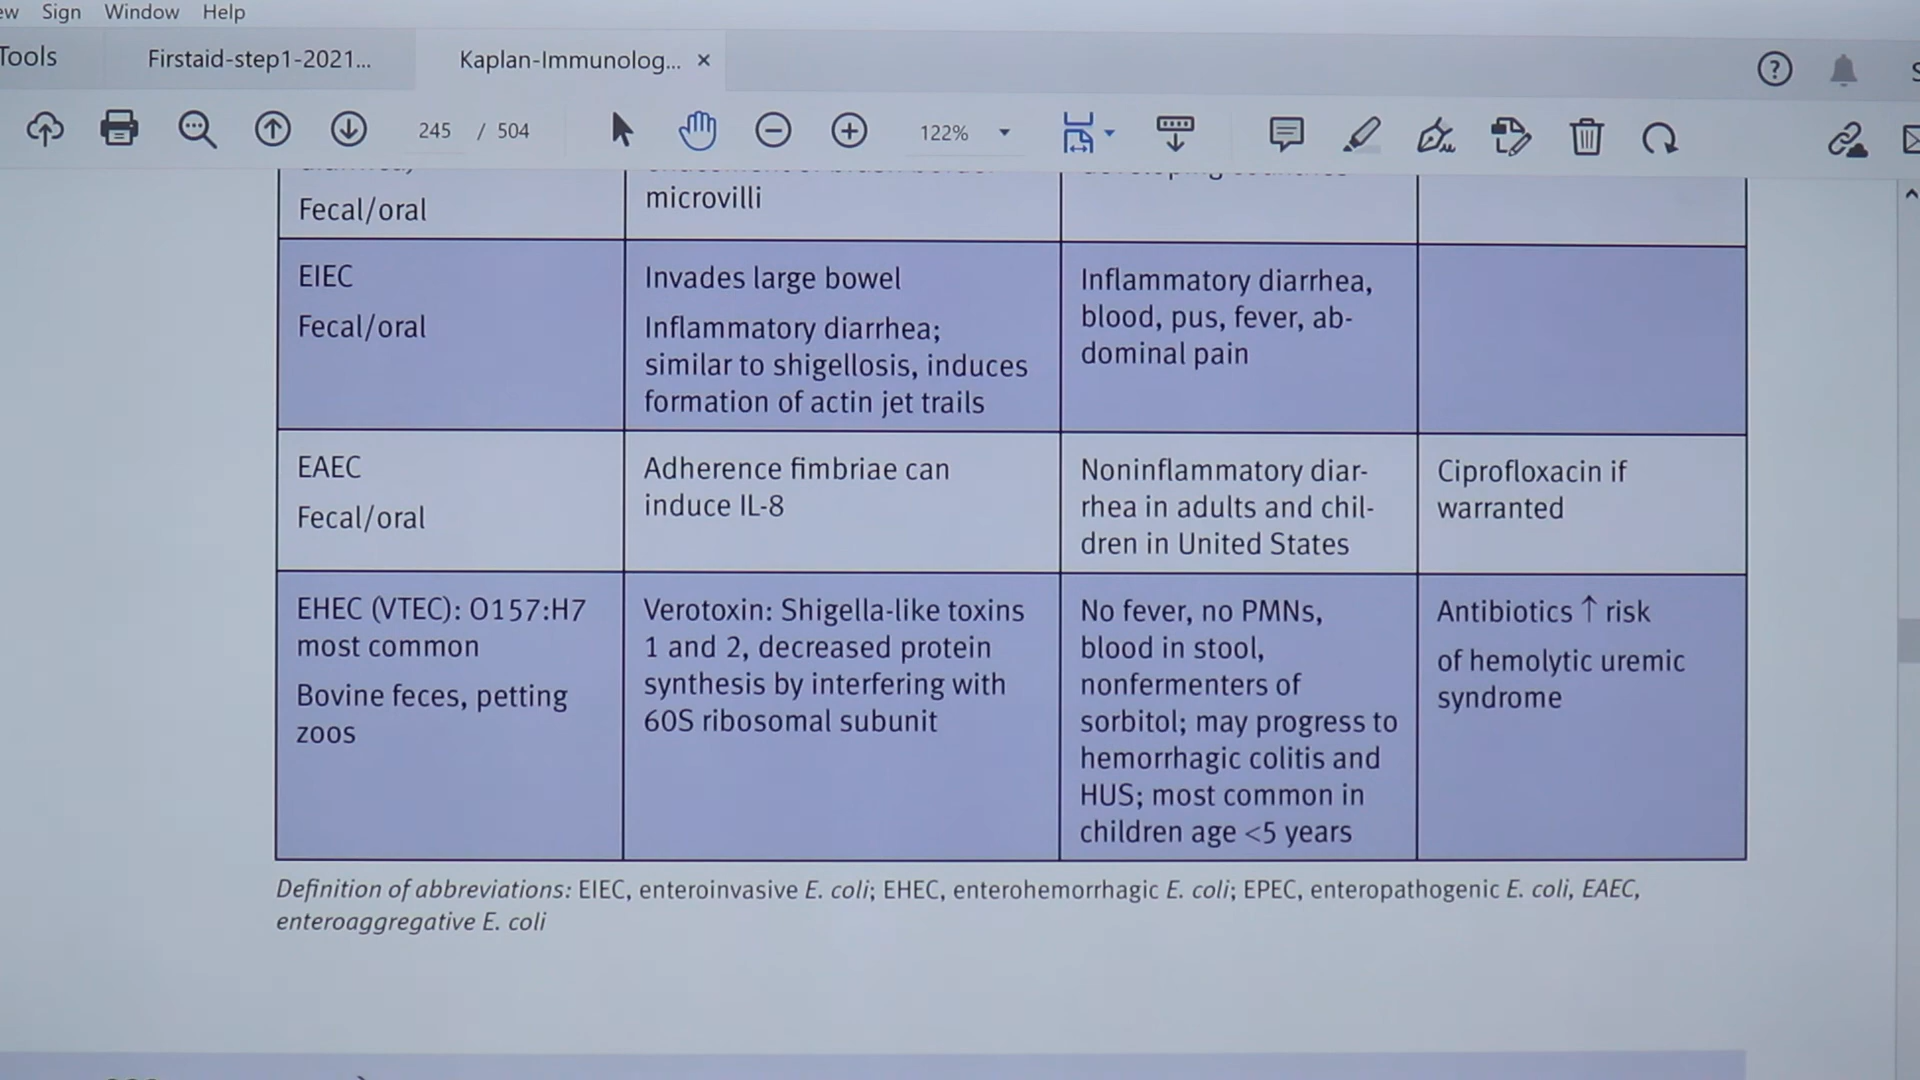 Sign Window Help
Tools
Firstaid-step1-2021...
Kaplan-Immunolog...
245 / 504
122%
Fecal/oral
microvilli
EIEC
Fecal/oral
Invades large bowel
Inflammatory diarrhea;
similar to shigellosis, induces
formation of actin jet trails
Inflammatory diarrhea,
blood, pus, fever, ab-
dominal pain
EAEC
Fecal/oral
Adherence fimbriae can
induce IL-8
Noninflammatory diar-
rhea in adults and chil-
dren in United States
Ciprofloxacin if
warranted
EHEC (VTEC): O157:H7
most common
Bovine feces, petting
zoos
Verotoxin: Shigella-like toxins
1 and 2, decreased protein
synthesis by interfering with
60S ribosomal subunit
No fever, no PMNs,
blood in stool,
nonfermenters of
sorbitol; may progress to
hemorrhagic colitis and
HUS; most common in
children age <5 years
Antibiotics ↑ risk
of hemolytic uremic
syndrome
Definition of abbreviations: EIEC, enteroinvasive E. coli; EHEC, enterohemorrhagic E. coli; EPEC, enteropathogenic E. coli, EAEC,
enteroaggregative E. coli